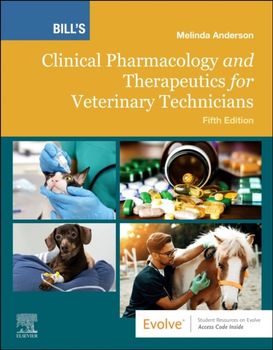 BILL'S
Melinda Anderson
Clinical Pharmacology and
Therapeutics for
Veterinary Technicians
Fifth Edition
ELSEVIER
Evolve
Student Resources on Evolve
Access Code Inside